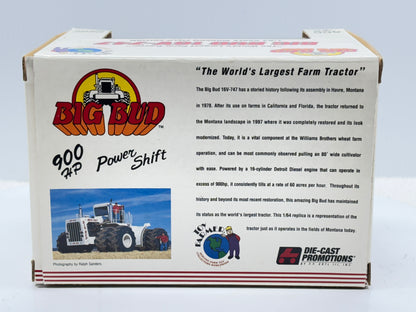 BIG BUD 16V-747
"The World's Largest Farm Tractor"
The Big Bud 16V-747 has a storied history following its assembly in Havre, Montana
in 1978. After its use on farms in California and Florida, the tractor returned to
the Montana landscape in 1997 where it was completely restored and its look
modernized. Today, it is a vital component at the Williams Brothers wheat farm
operation, and can be most commonly observed pulling an 80' wide cultivator
with ease. Powered by a 16-cylinder Detroit Diesel engine that can operate in
excess of 900hp, it consistently tills at a rate of 60 acres per hour. Throughout its
history and beyond its most recent restoration, this amazing Big Bud has maintained
its status as the world's largest tractor. This 1/64 replica is a representation of the
tractor just as it operates in the fields of Montana today.
BIG BUD TM
900
HP
Power
Shift
Photography by Ralph Sanders.
TOY
FARMER
DIE-CAST
PROMOTIONS